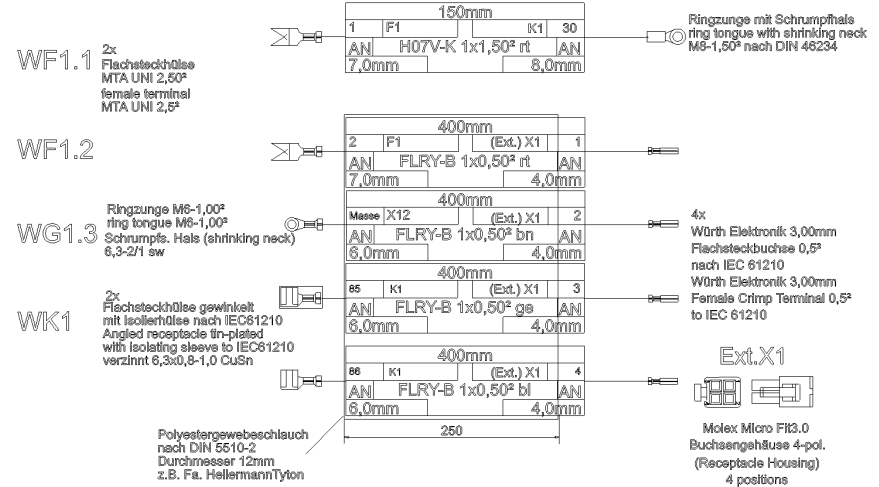 WF1.1
2x
Flachsteckhülse
MTA UNI 2,50²
female terminal
MTA UNI 2,5²
150mm
1 F1 K1 30
AN H07V-K 1x1,50² rt AN
7,0mm 8,0mm
Ringzunge mit Schrumpfhals
ring tongue with shrinking neck
M8-1,50² nach DIN 46234
WF1.2
400mm
2 F1 (Ext.) X1 1
AN FLRY-B 1x0,50² rt AN
7,0mm 4,0mm
WG1.3
Ringzunge M6-1,00²
ring tongue M6-1,00²
Schrumpfs. Hals (shrinking neck)
6,3-2/1 sw
400mm
Masse X12 (Ext.) X1 2
AN FLRY-B 1x0,50² bn AN
6,0mm 4,0mm
4x
Würth Elektronik 3,00mm
Flachsteckbuchse 0,5²
nach IEC 61210
Würth Elektronik 3,00mm
Female Crimp Terminal 0,5²
to IEC 61210
WK1
2x
Flachsteckhülse gewinkelt
mit Isolierhülse nach IEC61210
Angled receptacle tin-plated
with isolating sleeve to IEC61210
verzinnt 6,3x0,8-1,0 CuSn
400mm
85 K1 (Ext.) X1 3
AN FLRY-B 1x0,50² ge AN
6,0mm 4,0mm
400mm
86 K1 (Ext.) X1 4
AN FLRY-B 1x0,50² bl AN
6,0mm 4,0mm
250
Polyestergewebeschlauch
nach DIN 5510-2
Durchmesser 12mm
z.B. Fa. HellermannTyton
Ext.X1
Molex Micro Fit3.0
Buchsengehäuse 4-pol.
(Receptacle Housing)
4 positions